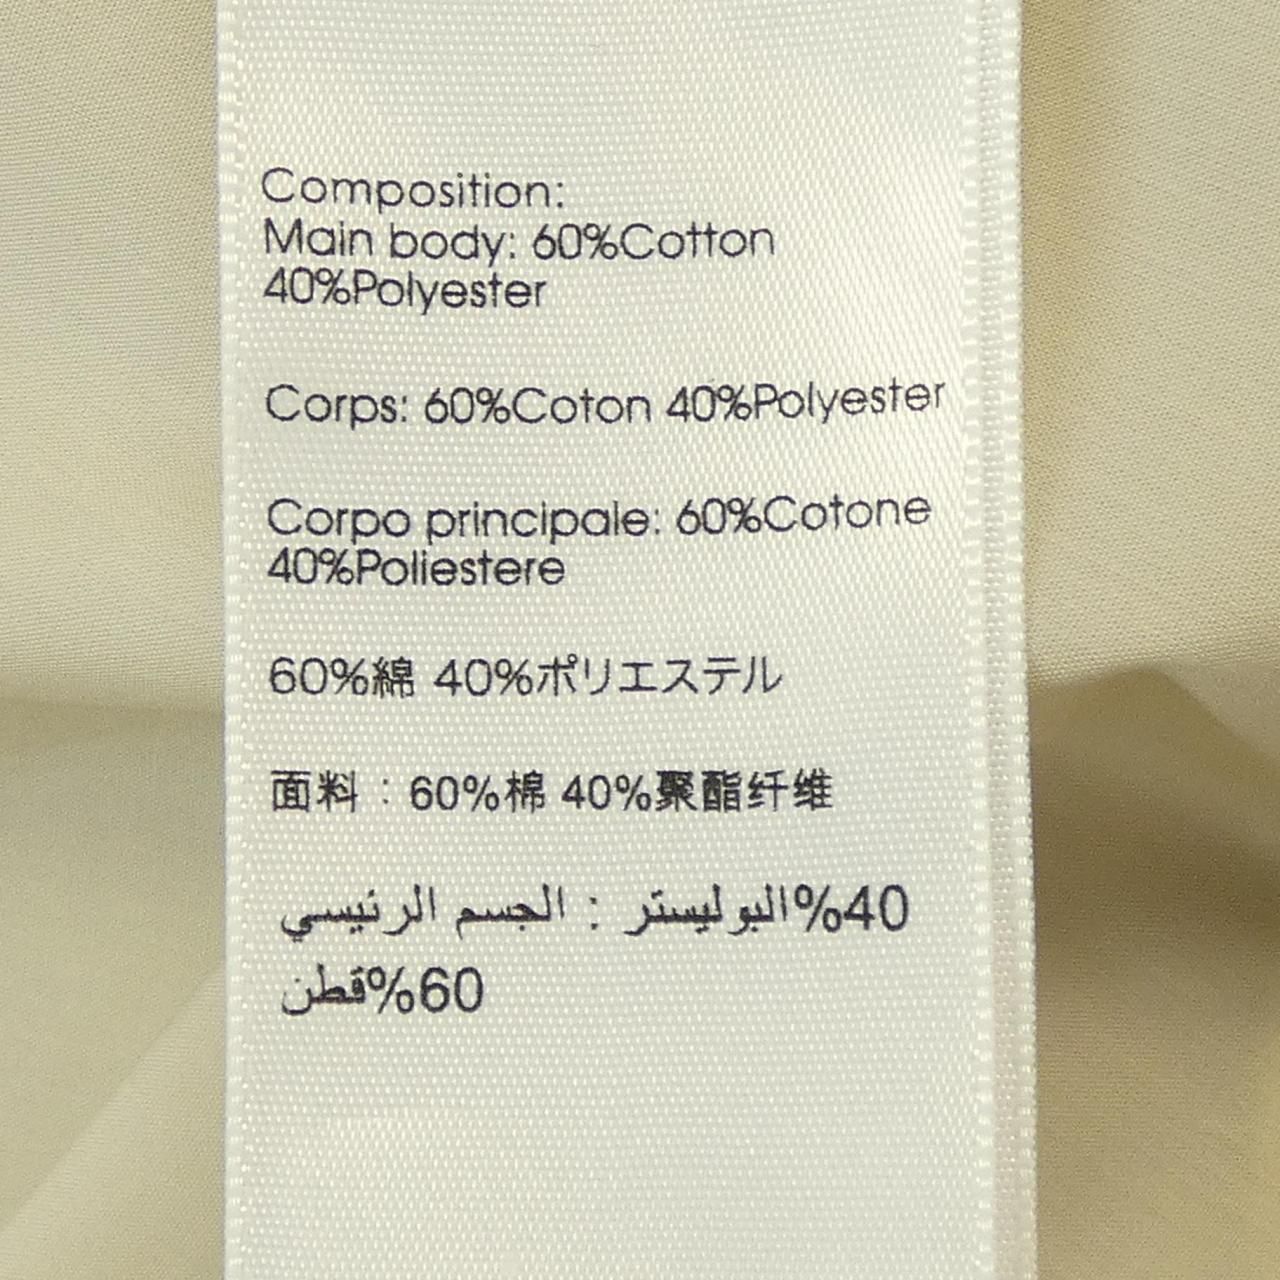 Composition:
Main body: 60%Cotton
40%Polyester
Corps: 60%Coton 40%Polyester
Corpo principale: 60%Cotone
40%Poliestere
60%綿 40%ポリエステル
面料：60%棉 40%聚酯纤维
40%البوليستر : الجسم الرئيسي
60%قطن